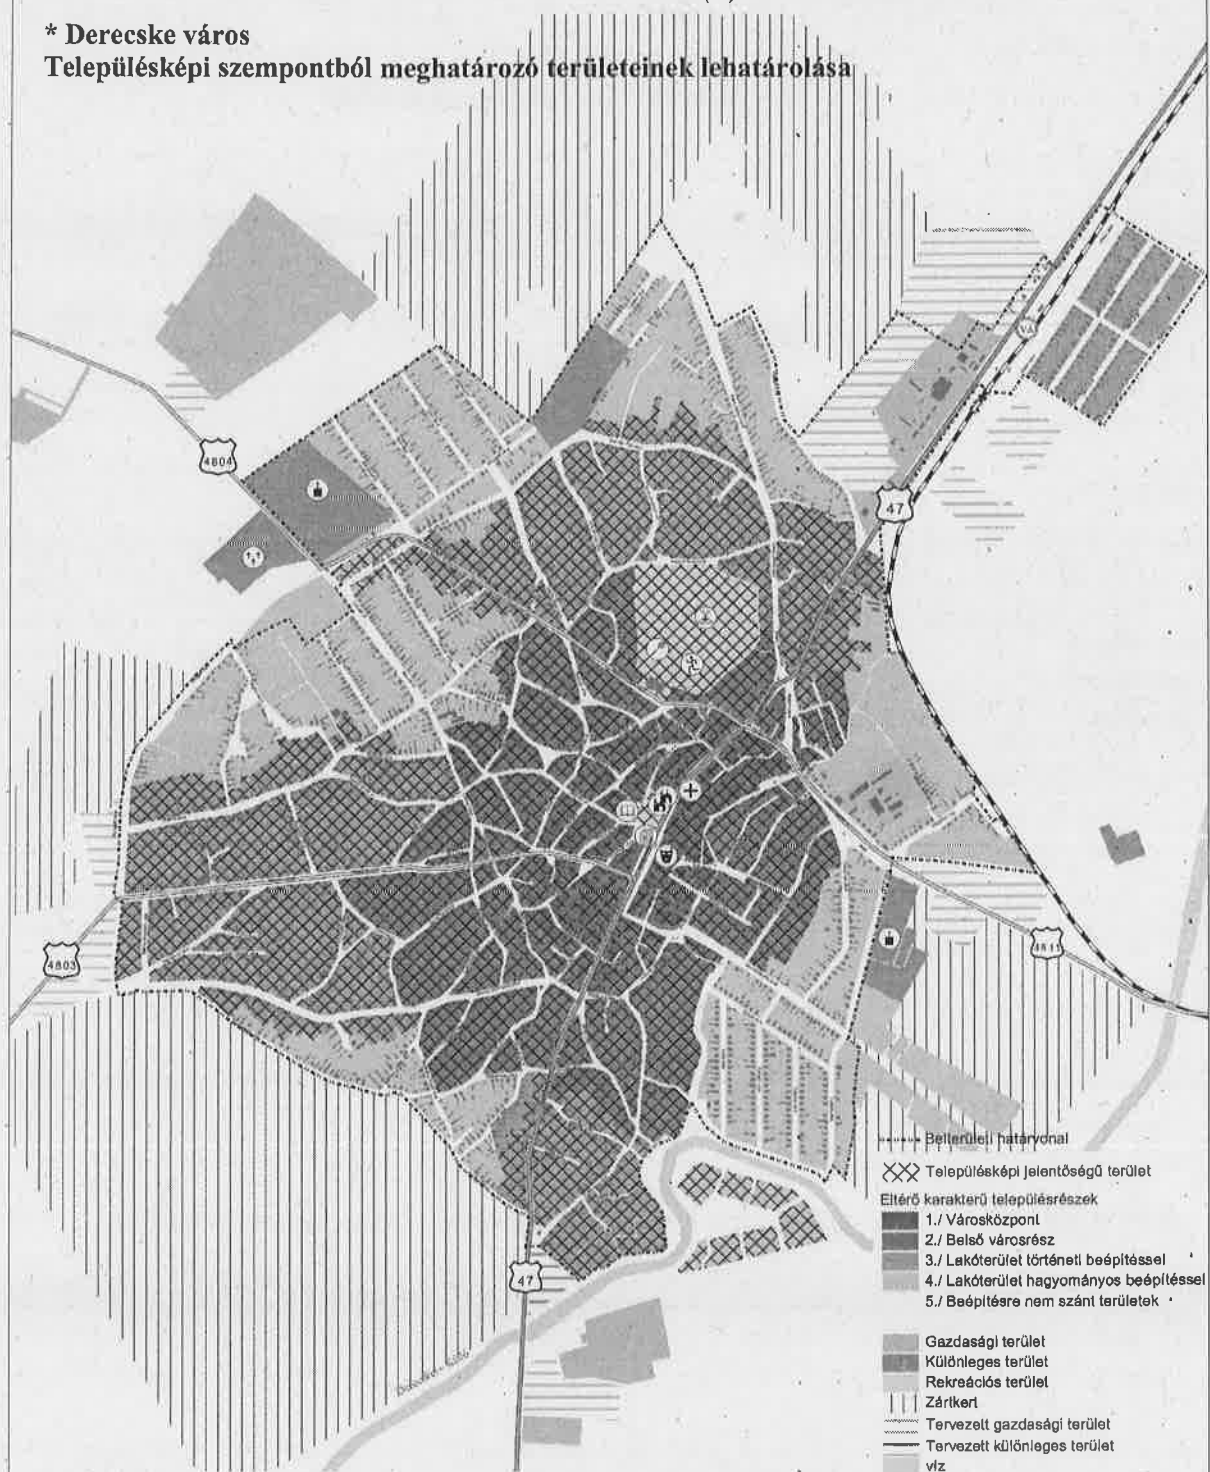 * Derecske város
Településképi szempontból meghatározó területeinek lehatárolása
4804
47
4803
4811
47
Belterületi határvonal
Településképi jelentőségű terület
Eltérő karakterű településrészek
1./ Városközpont
2./ Belső városrész
3./ Lakóterület történeti beépítéssel
4./ Lakóterület hagyományos beépítéssel
5./ Beépítésre nem szánt területek
Gazdasági terület
Különleges terület
Rekreációs terület
Zártkert
Tervezett gazdasági terület
Tervezett különleges terület
víz